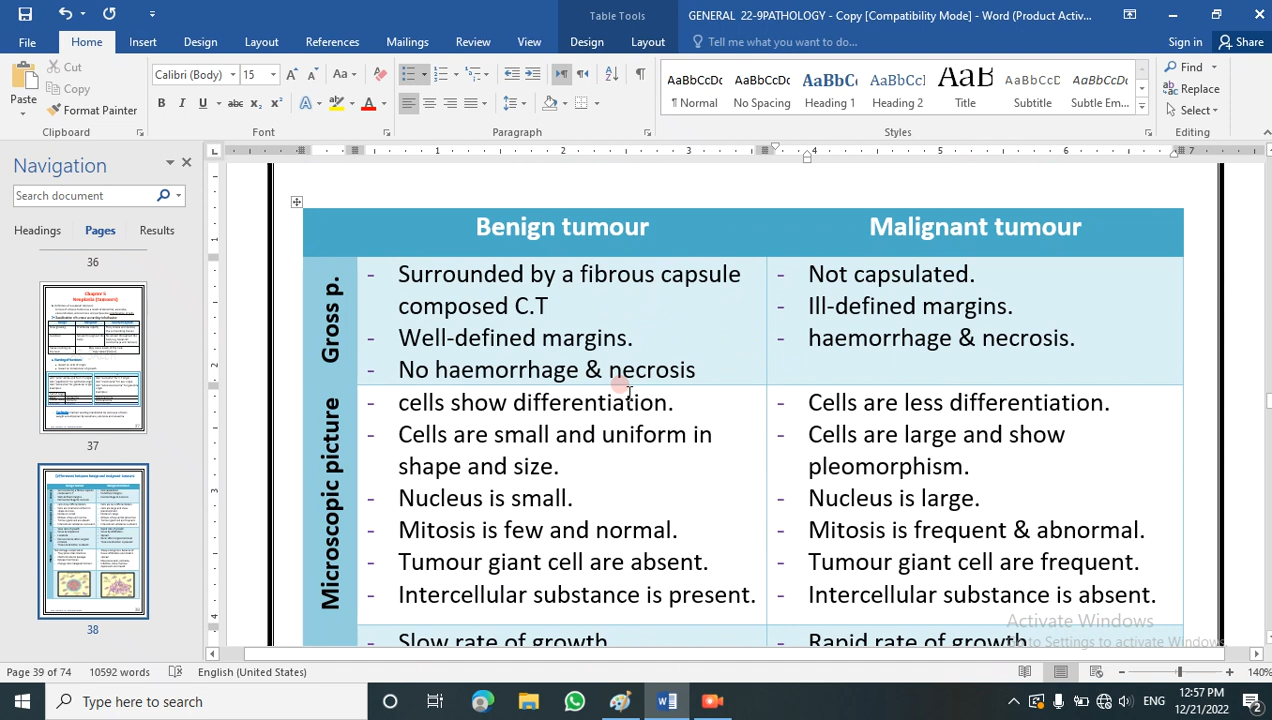 Table Tools
GENERAL 22-9PATHOLOGY - Copy [Compatibility Mode] - Word (Product Activ...
File Home Insert Design Layout References Mailings Review View Design Layout Tell me what you want to do... Sign in Share
Paste
Cut
Copy
Format Painter
Calibri (Body) 15
AaBbCcDc AaBbCcDc AaBbC AaBbCcE AaB AaBbCcD AaBbCcDc
¶ Normal No Spacing Heading 1 Heading 2 Title Subtitle Subtle Em...
Find
Replace
Select
Clipboard Font Paragraph Styles Editing
Navigation
Search document
Headings Pages Results
36
37
38
Benign tumour Malignant tumour
Gross p.
- Surrounded by a fibrous capsule
composed C.T
- Well-defined margins.
- No haemorrhage & necrosis
- Not capsulated.
- Ill-defined margins.
- haemorrhage & necrosis.
Microscopic picture
- cells show differentiation.
- Cells are small and uniform in
shape and size.
- Nucleus is small.
- Mitosis is few and normal.
- Tumour giant cell are absent.
- Intercellular substance is present.
- Cells are less differentiation.
- Cells are large and show
pleomorphism.
- Nucleus is large.
- Mitosis is frequent & abnormal.
- Tumour giant cell are frequent.
- Intercellular substance is absent.
- Slow rate of growth
- Rapid rate of growth
Activate Windows
Go to Settings to activate Windows.
Page 39 of 74 10592 words English (United States) 140%
Type here to search
ENG
12:57 PM
12/21/2022
2